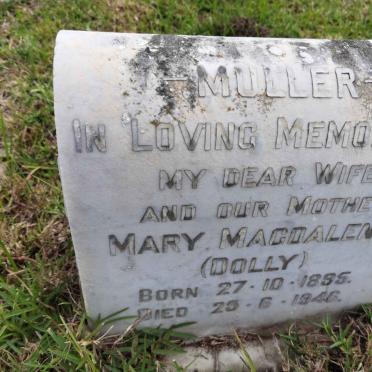 - MULLER -
IN LOVING MEMO
MY DEAR WIFE
AND OUR MOTHE
MARY MAGDALEN
(DOLLY)
BORN 27-10-1895.
DIED 25-6-1946.